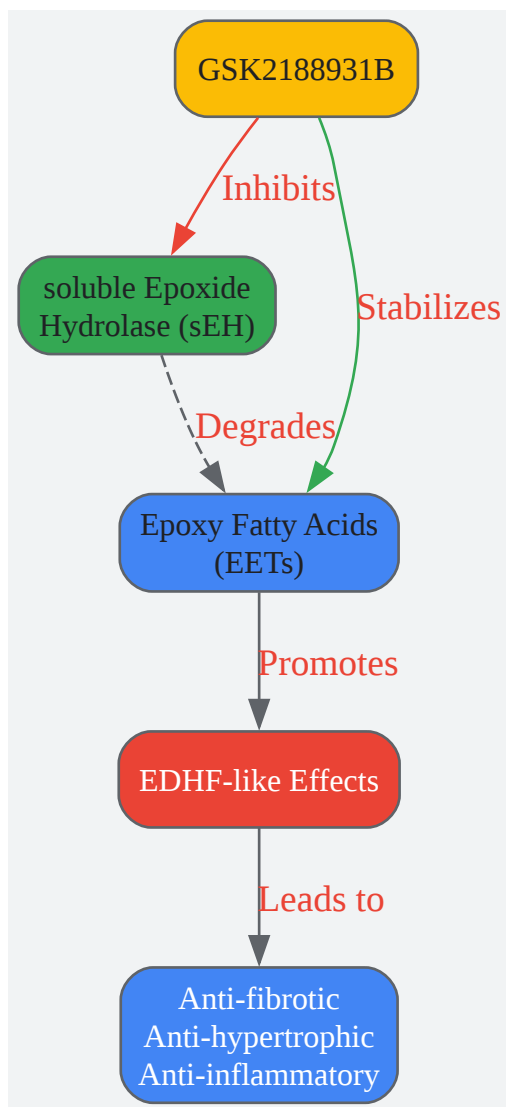 GSK2188931B
Inhibits
soluble Epoxide
Hydrolase (sEH)
Stabilizes
Degrades
Epoxy Fatty Acids
(EETs)
Promotes
EDHF-like Effects
Leads to
Anti-fibrotic
Anti-hypertrophic
Anti-inflammatory